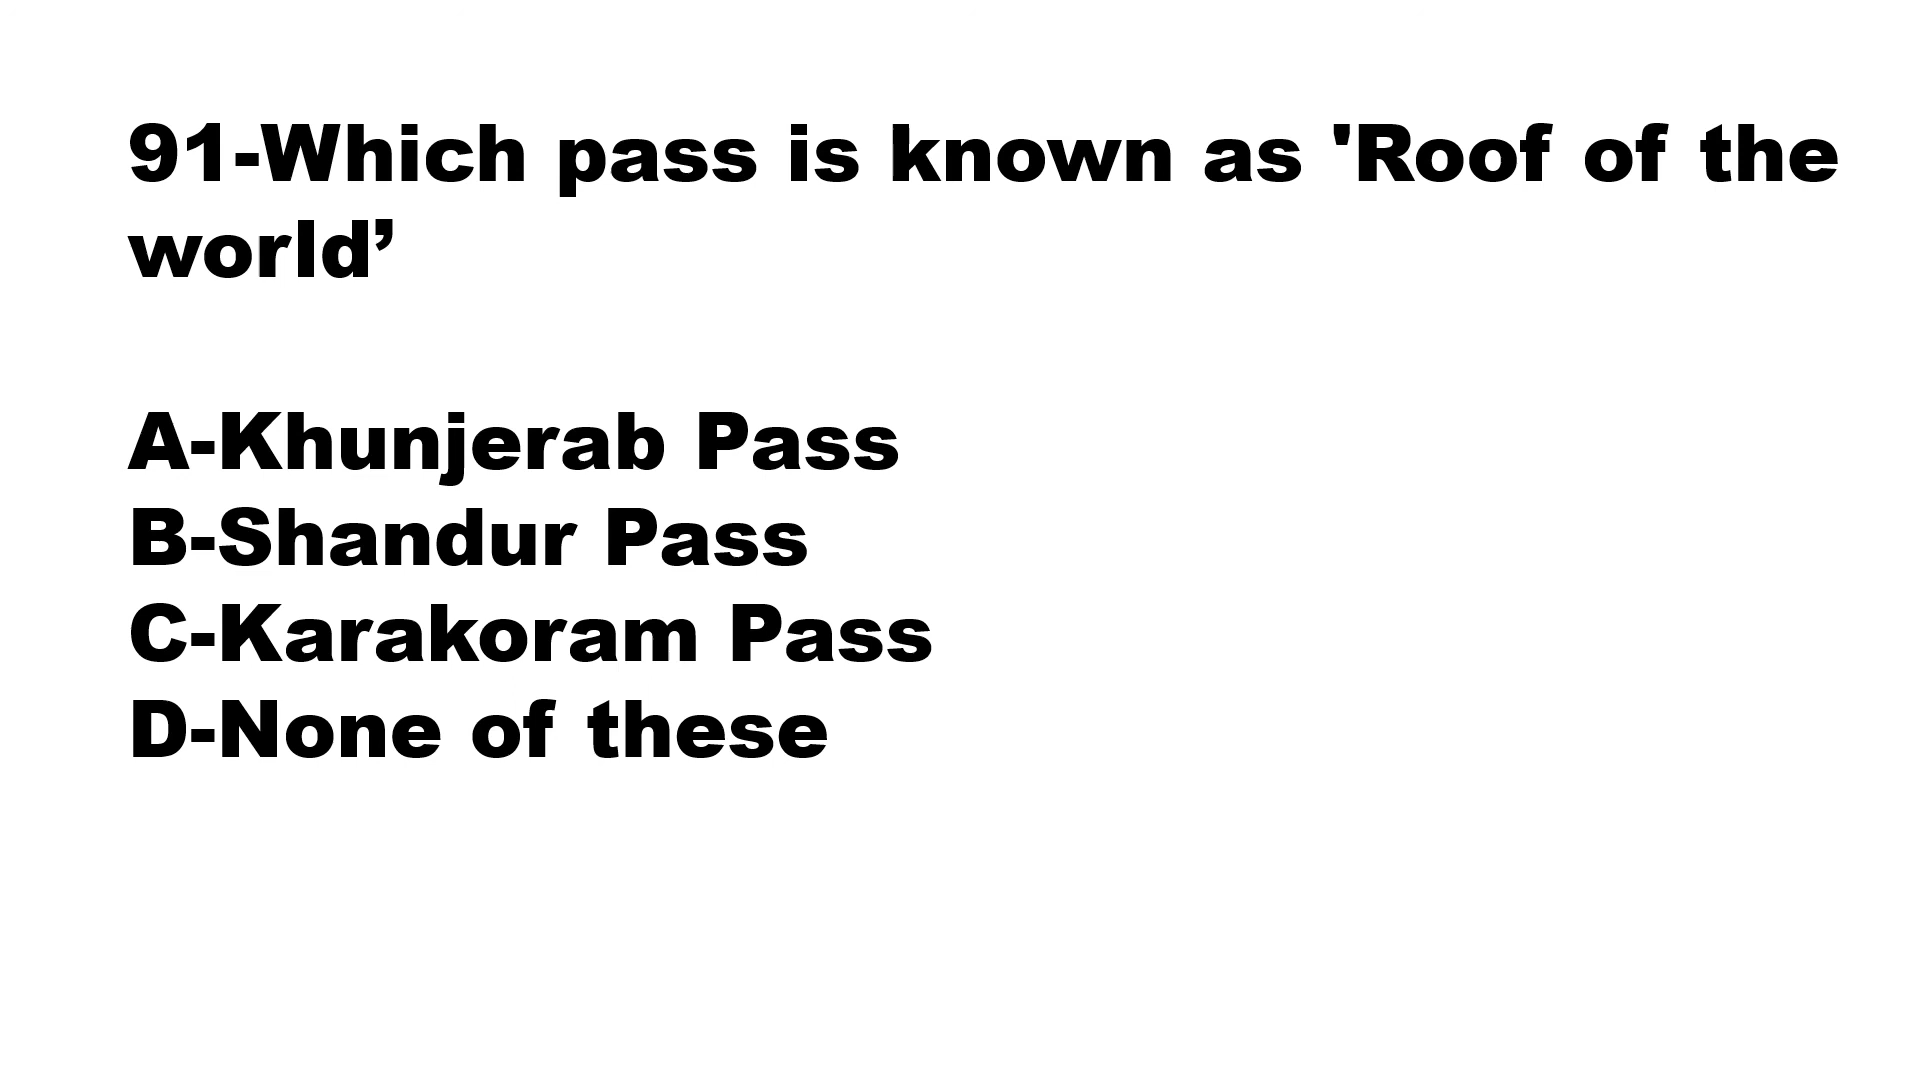 91-Which pass is known as 'Roof of the
world’
A-Khunjerab Pass
B-Shandur Pass
C-Karakoram Pass
D-None of these